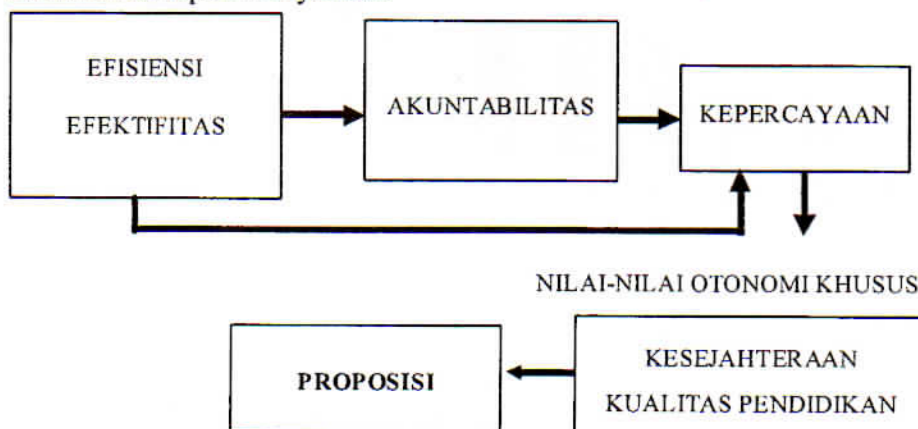 EFISIENSI
EFEKTIFITAS
AKUNTABILITAS
KEPERCAYAAN
NILAI-NILAI OTONOMI KHUSUS
PROPOSISI
KESEJAHTERAAN
KUALITAS PENDIDIKAN